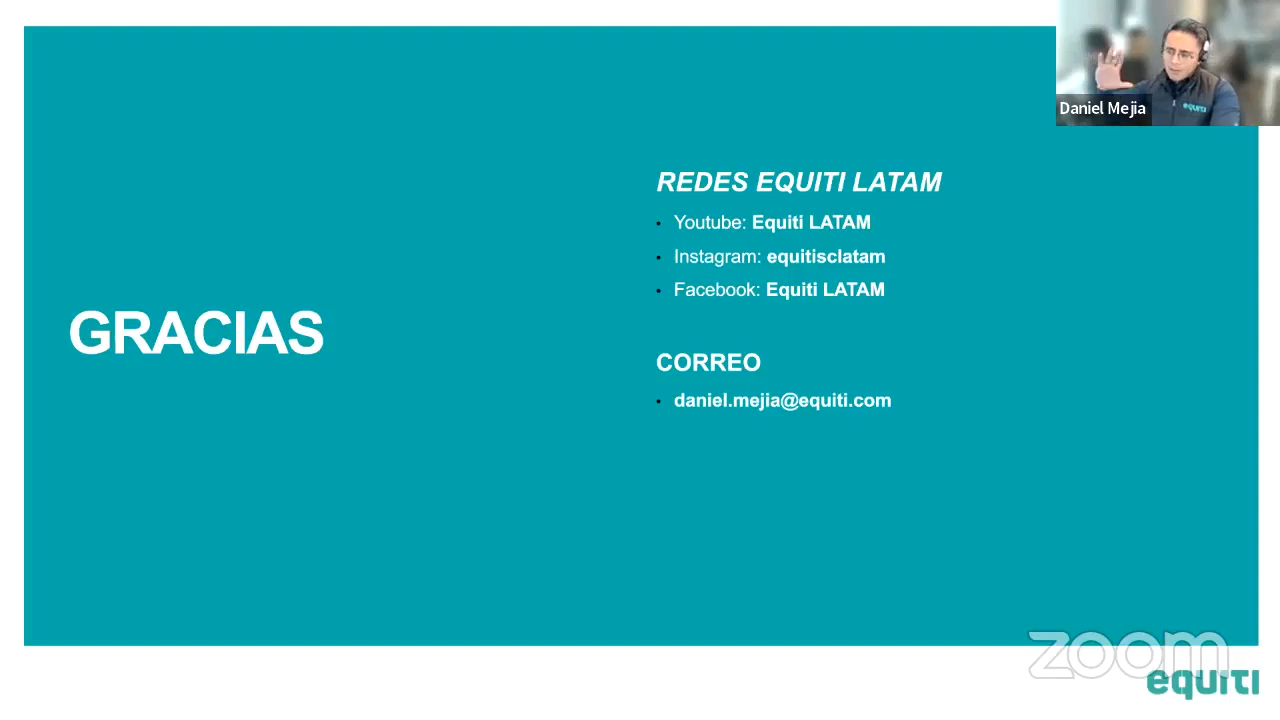 equiti
Daniel Mejia
REDES EQUITI LATAM
• Youtube: Equiti LATAM
• Instagram: equitisclatam
• Facebook: Equiti LATAM
GRACIAS
CORREO
• daniel.mejia@equiti.com
zoom
equiti